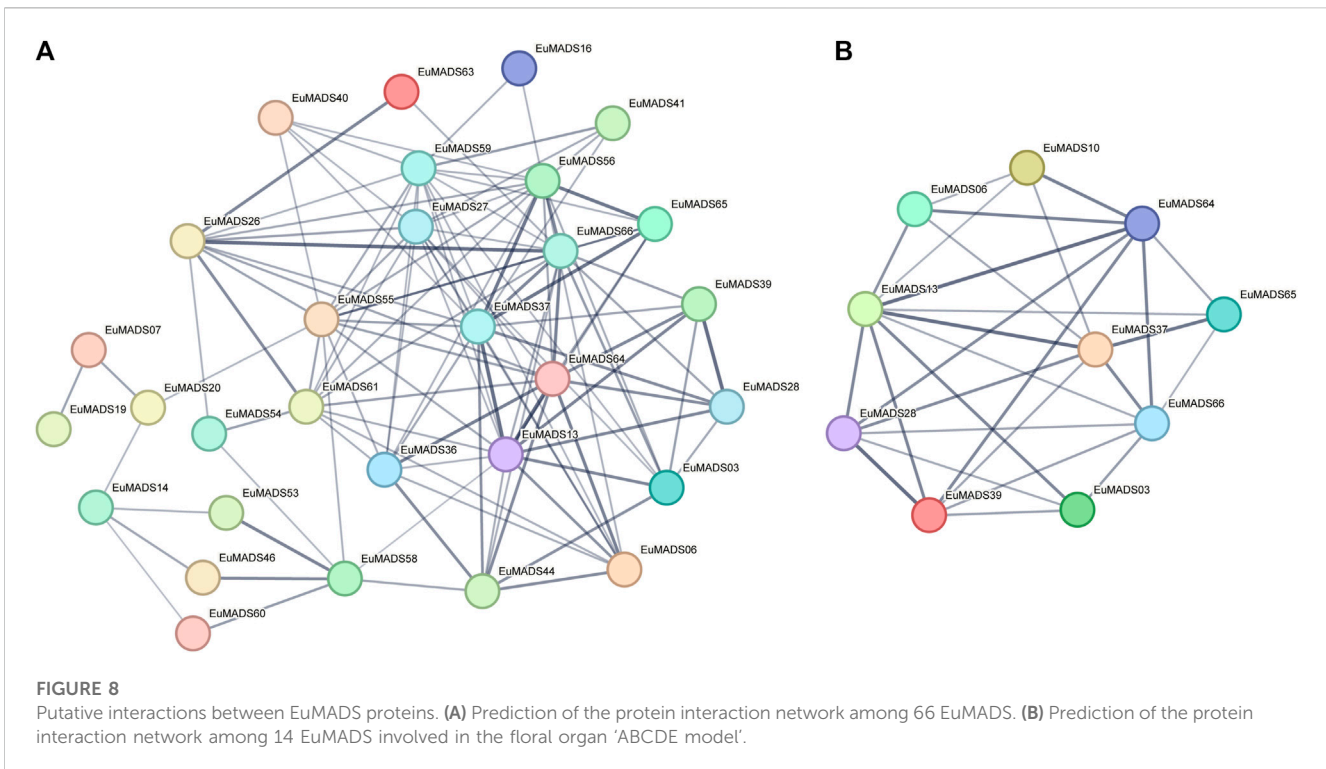 A
B
EuMADS16
EuMADS63
EuMADS40
EuMADS41
EuMADS59
EuMADS56
EuMADS27
EuMADS65
EuMADS26
EuMADS66
EuMADS39
EuMADS55
EuMADS37
EuMADS07
EuMADS64
EuMADS20
EuMADS61
EuMADS28
EuMADS19
EuMADS54
EuMADS13
EuMADS36
EuMADS03
EuMADS14
EuMADS53
EuMADS46
EuMADS58
EuMADS44
EuMADS06
EuMADS60
EuMADS10
EuMADS06
EuMADS64
EuMADS13
EuMADS65
EuMADS37
EuMADS28
EuMADS66
EuMADS39
EuMADS03
FIGURE 8
Putative interactions between EuMADS proteins. (A) Prediction of the protein interaction network among 66 EuMADS. (B) Prediction of the protein
interaction network among 14 EuMADS involved in the floral organ ‘ABCDE model’.